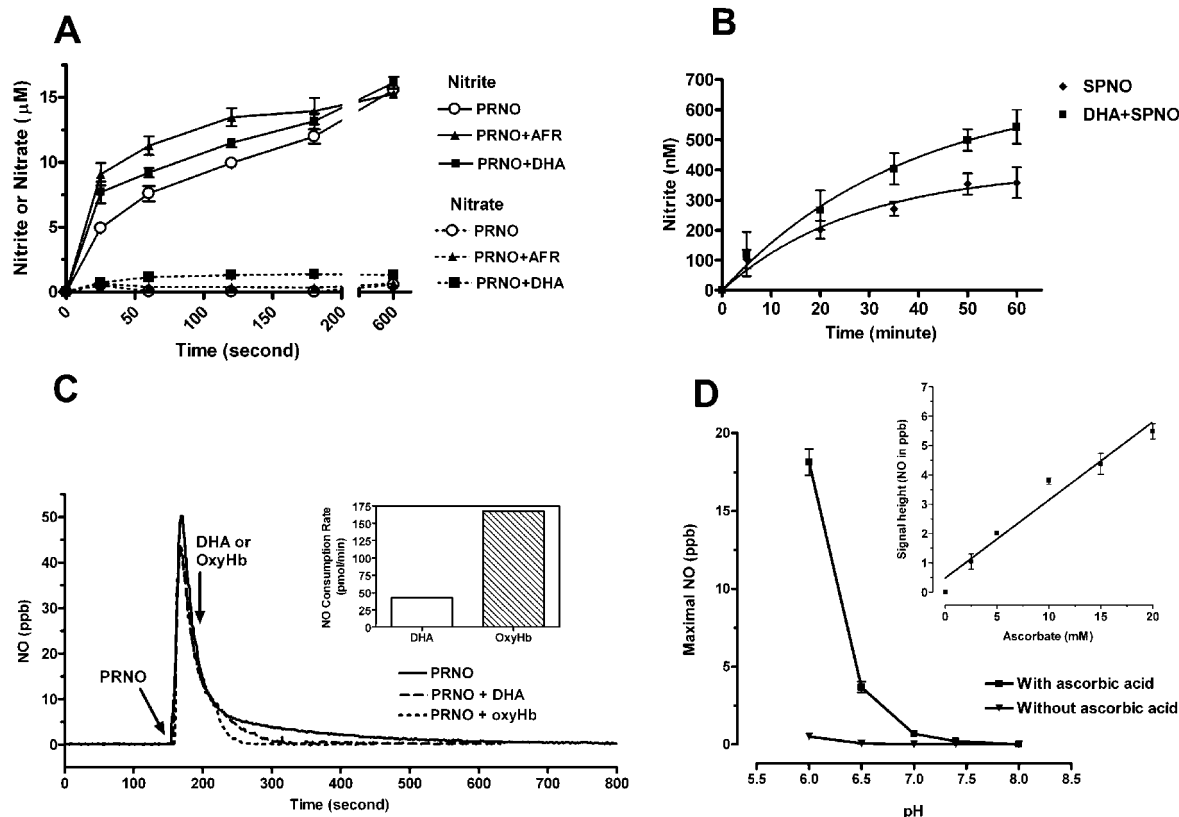 A
Nitrite or Nitrate ( μM)
15
10
5
0
0
50
100
150
200
600
Time (second)
Nitrite
PRNO
PRNO+AFR
PRNO+DHA
Nitrate
PRNO
PRNO+AFR
PRNO+DHA
B
Nitrite (nM)
700
600
500
400
300
200
100
0
0
10
20
30
40
50
60
Time (minute)
SPNO
DHA+SPNO
C
NO (ppb)
50
40
30
20
10
0
0
100
200
300
400
500
600
700
800
Time (second)
PRNO
DHA or
OxyHb
NO Consumption Rate
(pmol/min)
175
150
125
100
75
50
25
0
DHA
OxyHb
PRNO
PRNO + DHA
PRNO + oxyHb
D
Maximal NO (ppb)
20
15
10
5
0
5.5
6.0
6.5
7.0
7.5
8.0
8.5
pH
Signal height (NO in ppb)
7
6
5
4
3
2
1
0
0
5
10
15
20
Ascorbate (mM)
With ascorbic acid
Without ascorbic acid